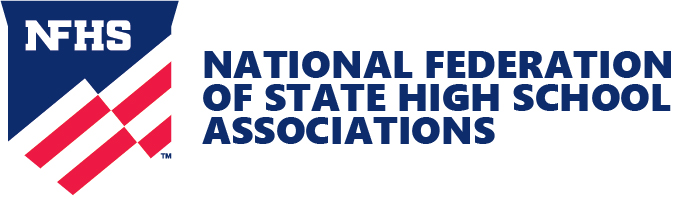 NFHS
NATIONAL FEDERATION
OF STATE HIGH SCHOOL
ASSOCIATIONS
TM